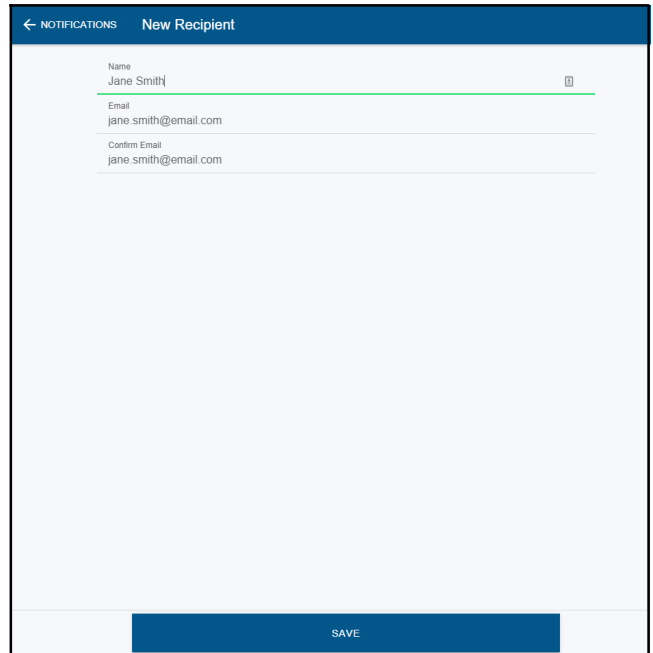 ← NOTIFICATIONS New Recipient
Name
Jane Smith
Email
jane.smith@email.com
Confirm Email
jane.smith@email.com
SAVE